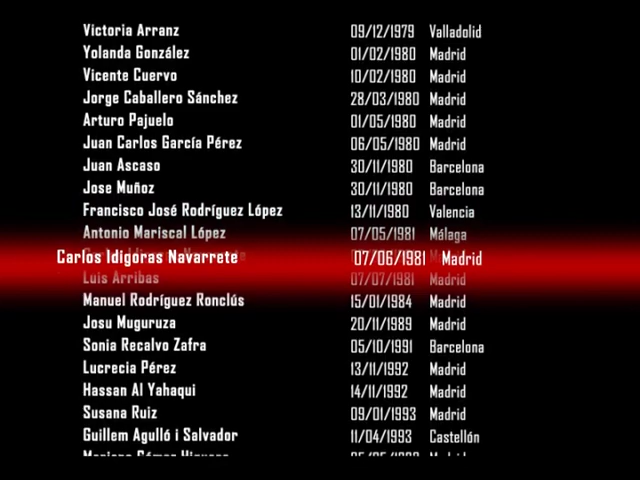 Victoria Arranz 09/12/1979 Valladolid
Yolanda González 01/02/1980 Madrid
Vicente Cuervo 10/02/1980 Madrid
Jorge Caballero Sánchez 28/03/1980 Madrid
Arturo Pajuelo 01/05/1980 Madrid
Juan Carlos García Pérez 06/05/1980 Madrid
Juan Ascaso 30/11/1980 Barcelona
Jose Muñoz 30/11/1980 Barcelona
Francisco José Rodríguez López 13/11/1980 Valencia
Antonio Mariscal López 07/05/1981 Málaga
Carlos Idigoras Navarrete 07/06/1981 Madrid
Luis Arribas 07/07/1981 Madrid
Manuel Rodríguez Ronclús 15/01/1984 Madrid
Josu Muguruza 20/11/1989 Madrid
Sonia Recalvo Zafra 05/10/1991 Barcelona
Lucrecia Pérez 13/11/1992 Madrid
Hassan Al Yahaqui 14/11/1992 Madrid
Susana Ruiz 09/01/1993 Madrid
Guillem Agulló i Salvador 11/04/1993 Castellón